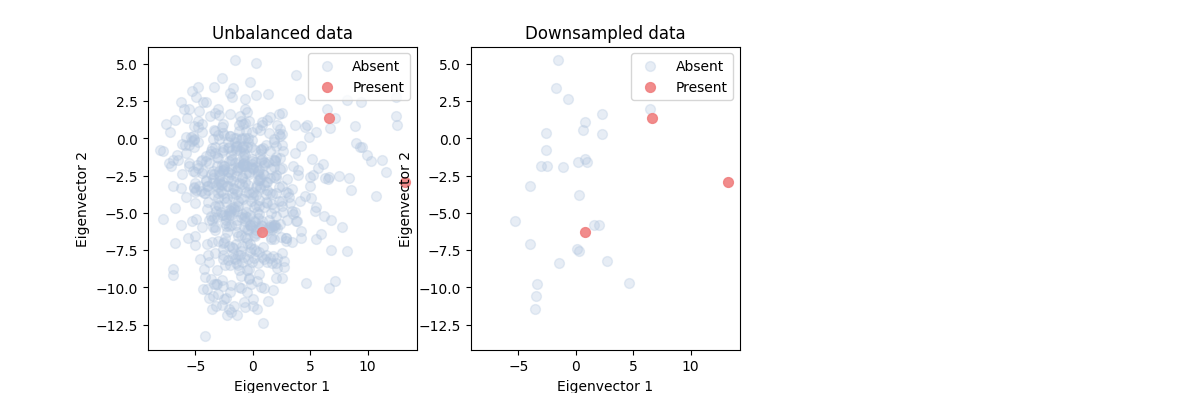 Unbalanced data
Absent
Present
5.0
2.5
0.0
−2.5
−5.0
−7.5
−10.0
−12.5
Eigenvector 2
−5
0
5
10
Eigenvector 1
Downsampled data
Absent
Present
5.0
2.5
0.0
−2.5
−5.0
−7.5
−10.0
−12.5
Eigenvector 2
−5
0
5
10
Eigenvector 1